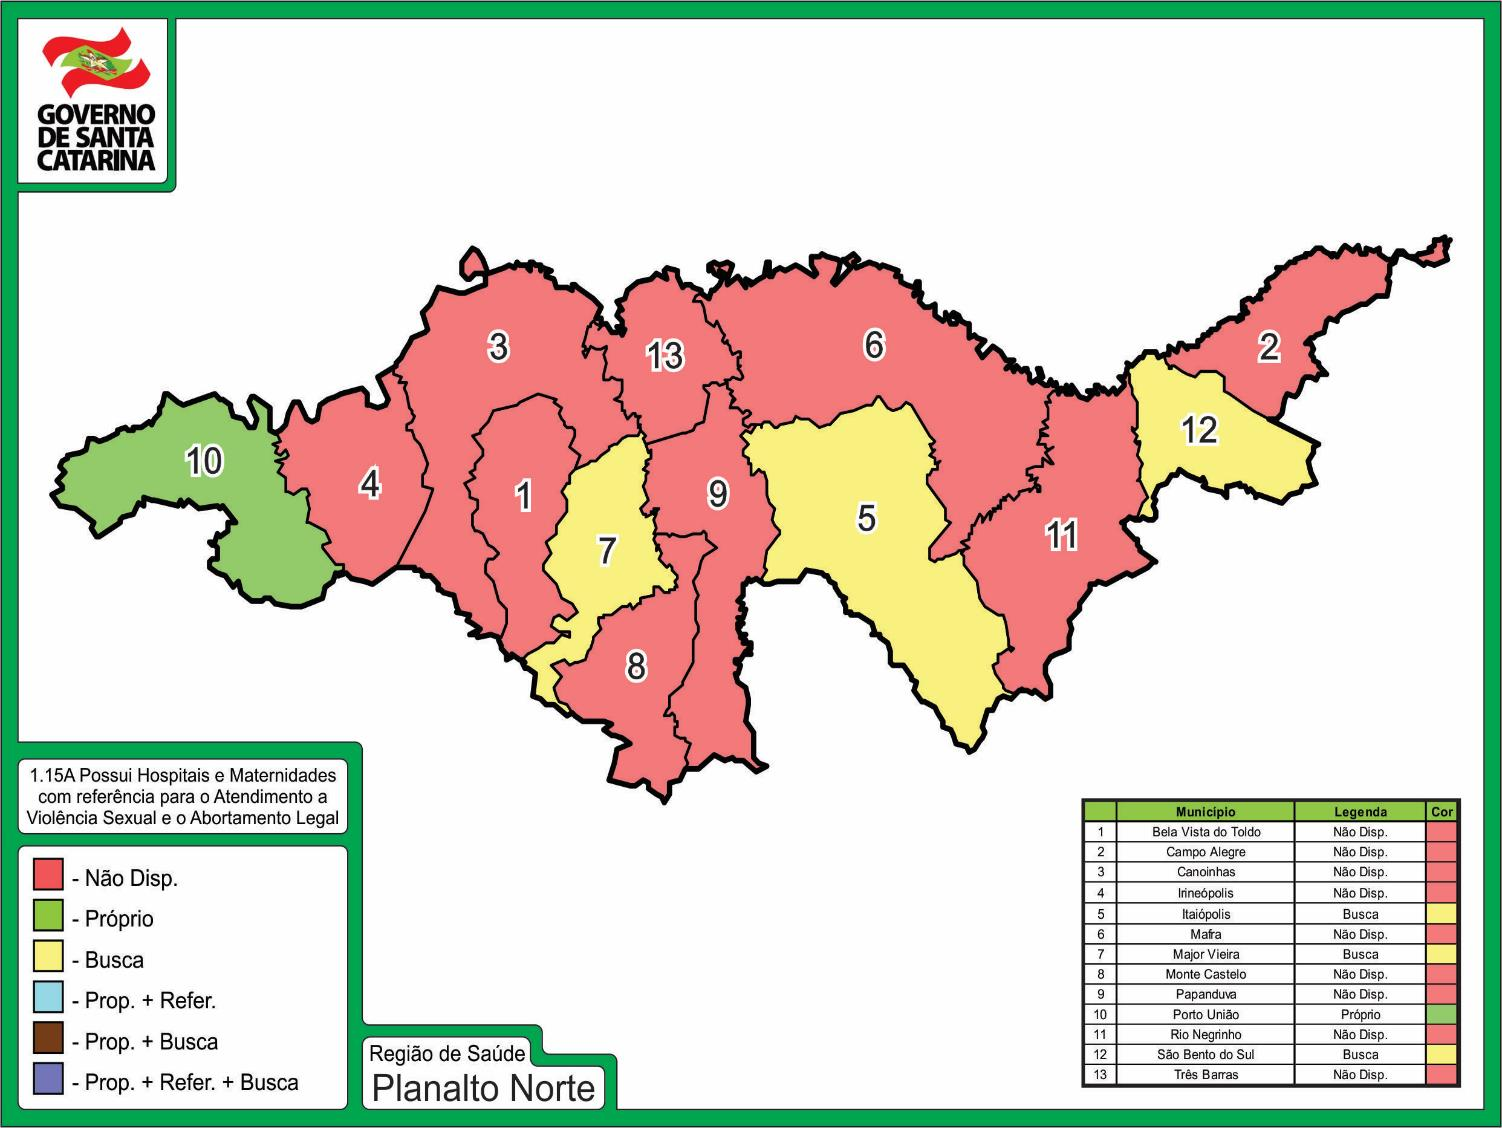 GOVERNO
DE SANTA
CATARINA
3
13
6
2
10
4
1
9
12
5
7
11
8
1.15A Possui Hospitais e Maternidades
com referência para o Atendimento a
Violência Sexual e o Abortamento Legal
- Não Disp.
- Próprio
- Busca
- Prop. + Refer.
- Prop. + Busca
- Prop. + Refer. + Busca
Região de Saúde
Planalto Norte
Município Legenda Cor
1 Bela Vista do Toldo Não Disp.
2 Campo Alegre Não Disp.
3 Canoinhas Não Disp.
4 Irineópolis Não Disp.
5 Itaiópolis Busca
6 Mafra Não Disp.
7 Major Vieira Busca
8 Monte Castelo Não Disp.
9 Papanduva Não Disp.
10 Porto União Próprio
11 Rio Negrinho Não Disp.
12 São Bento do Sul Busca
13 Três Barras Não Disp.